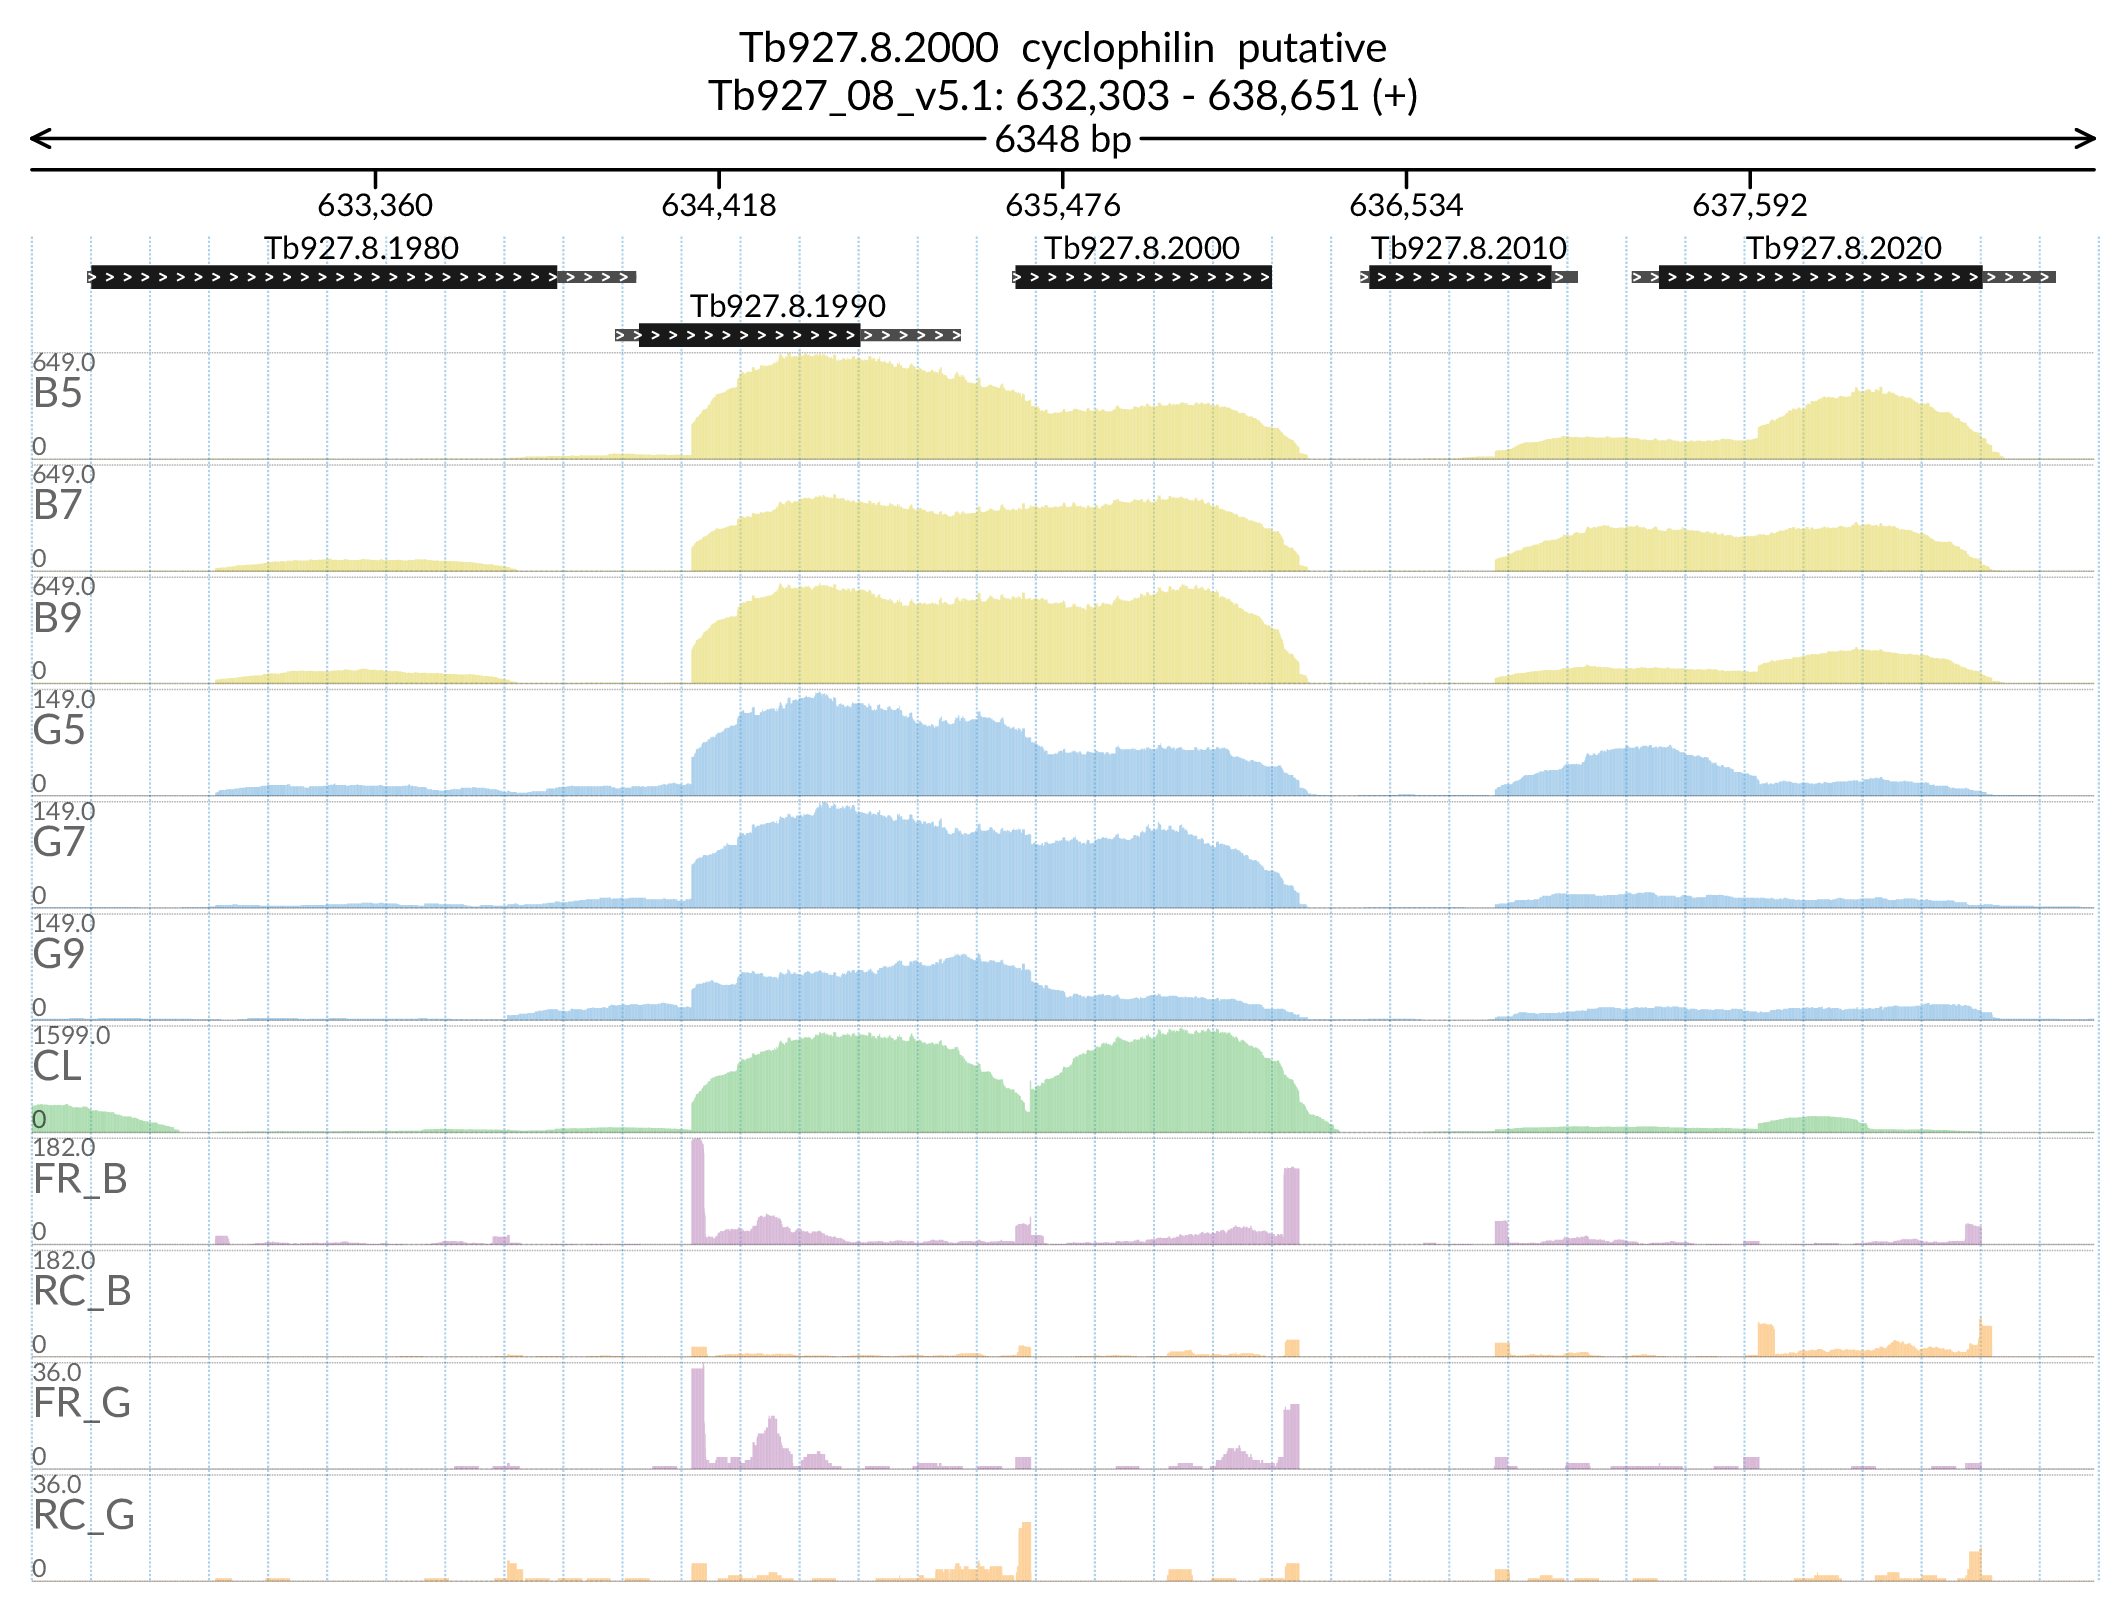 Tb927.8.2000 cyclophilin putative
Tb927_08_v5.1: 632,303 - 638,651 (+)
6348 bp
633,360 634,418 635,476 636,534 637,592
Tb927.8.1980 Tb927.8.2000 Tb927.8.2010 Tb927.8.2020
Tb927.8.1990
649.0
B5
0
649.0
B7
0
649.0
B9
0
149.0
G5
0
149.0
G7
0
149.0
G9
0
1599.0
CL
0
182.0
FR_B
0
182.0
RC_B
0
36.0
FR_G
0
36.0
RC_G
0